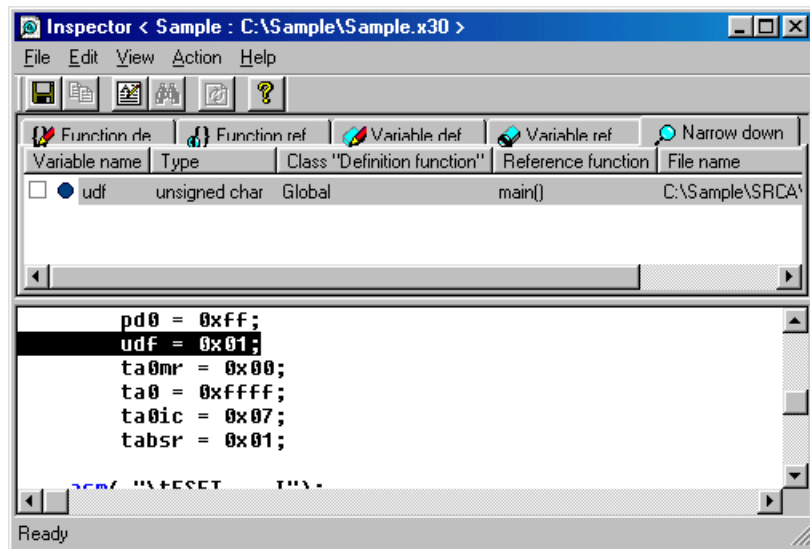 Inspector < Sample : C:\Sample\Sample.x30 >
File Edit View Action Help
Function de Function ref Variable def Variable ref Narrow down
Variable name Type Class "Definition function" Reference function File name
udf unsigned char Global main() C:\Sample\SRCA\
pd0 = 0xff;
udf = 0x01;
ta0mr = 0x00;
ta0 = 0xffff;
ta0ic = 0x07;
tabsr = 0x01;
asm( "\tFSET I");
Ready